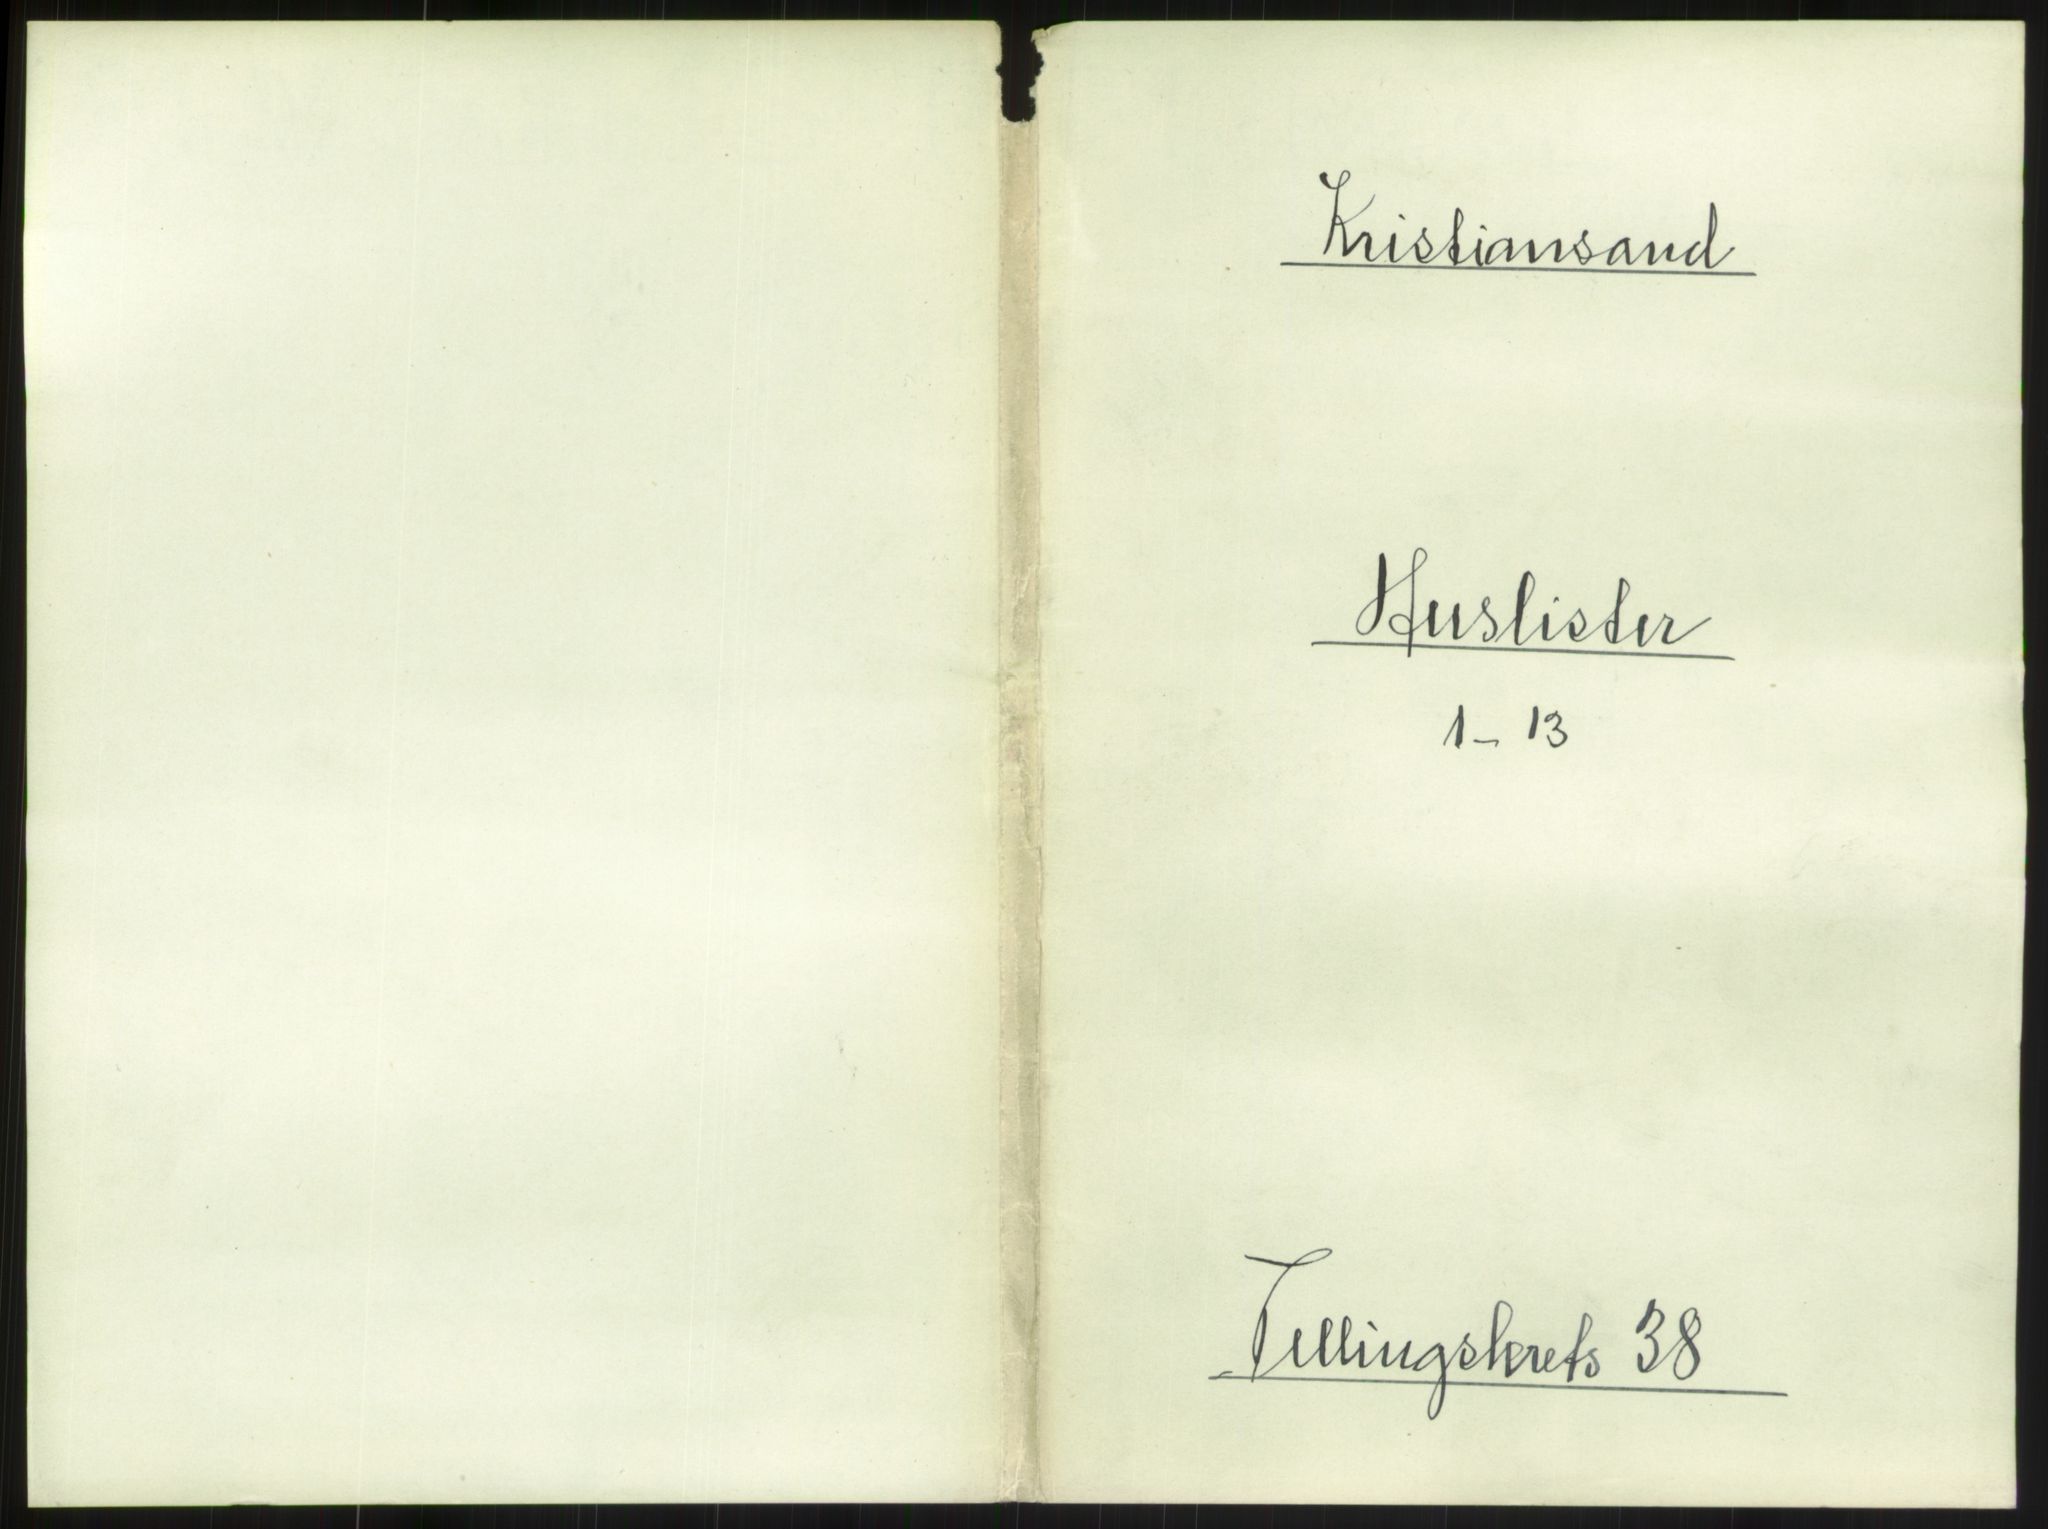 Kristiansand
Huslister
1 - 13
Tellingskrets 38